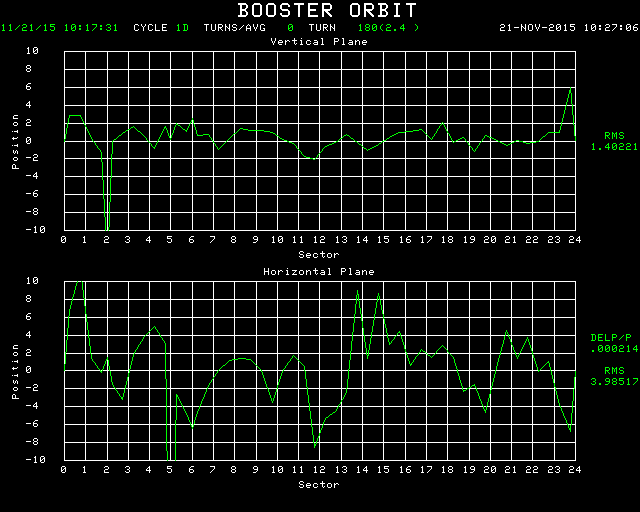 BOOSTER ORBIT
11/21/15 10:17:31 CYCLE 1D TURNS/AVG 0 TURN 180(2.4 ) 21-NOV-2015 10:27:06
Vertical Plane
10
8
6
4
2
0
-2
-4
-6
-8
-10
Position
RMS
1.40221
0 1 2 3 4 5 6 7 8 9 10 11 12 13 14 15 16 17 18 19 20 21 22 23 24
Sector
Horizontal Plane
10
8
6
4
2
0
-2
-4
-6
-8
-10
Position
DELP/P
.000214
RMS
3.98517
0 1 2 3 4 5 6 7 8 9 10 11 12 13 14 15 16 17 18 19 20 21 22 23 24
Sector